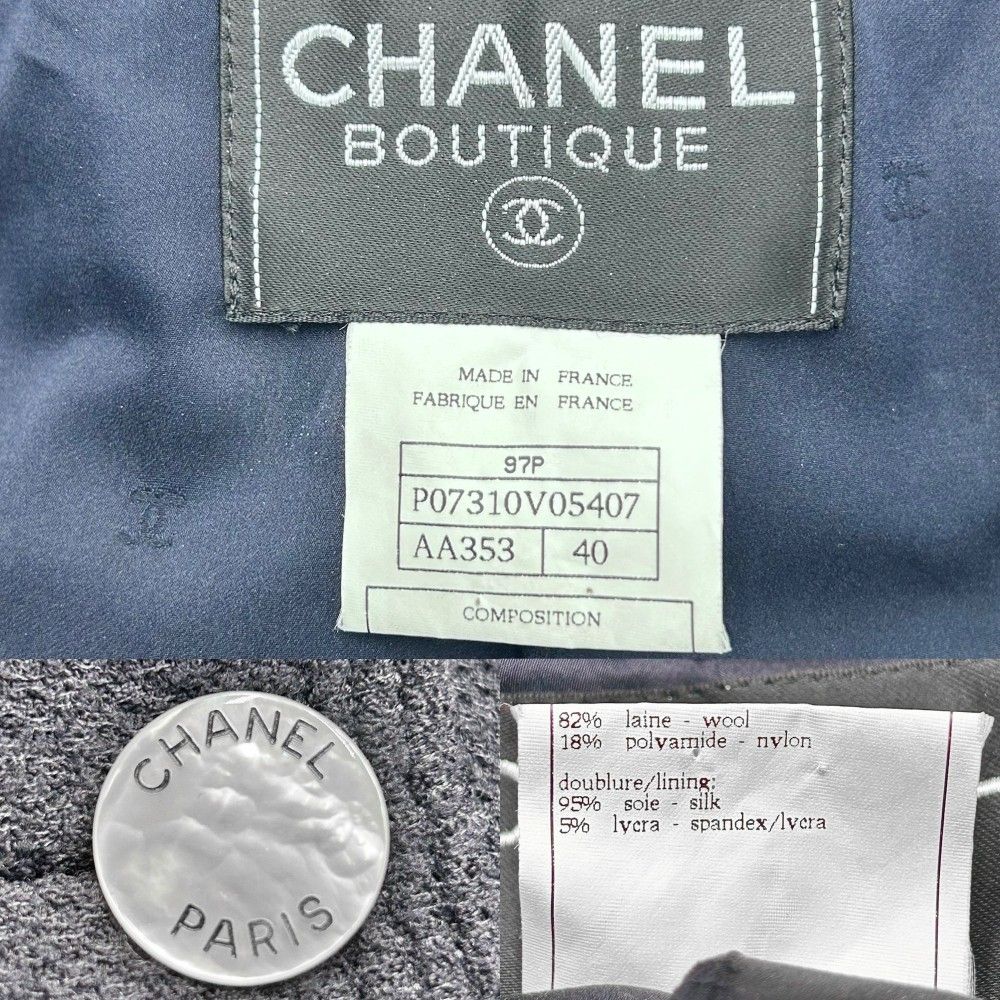 CHANEL
BOUTIQUE
MADE IN FRANCE
FABRIQUE EN FRANCE
97P
P07310V05407
AA353 40
COMPOSITION
CHANEL
PARIS
82% laine - wool
18% polyamide - nylon
doublure/lining:
95% soie - silk
5% lycra - spandex/lycra